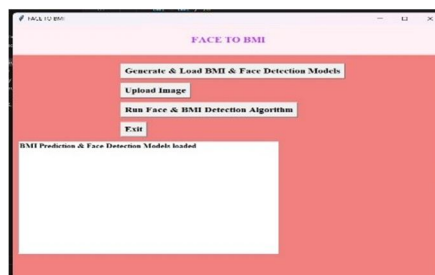 FACE TO BMI
FACE TO BMI
Generate & Load BMI & Face Detection Models
Upload Image
Run Face & BMI Detection Algorithm
Exit
BMI Prediction & Face Detection Models loaded